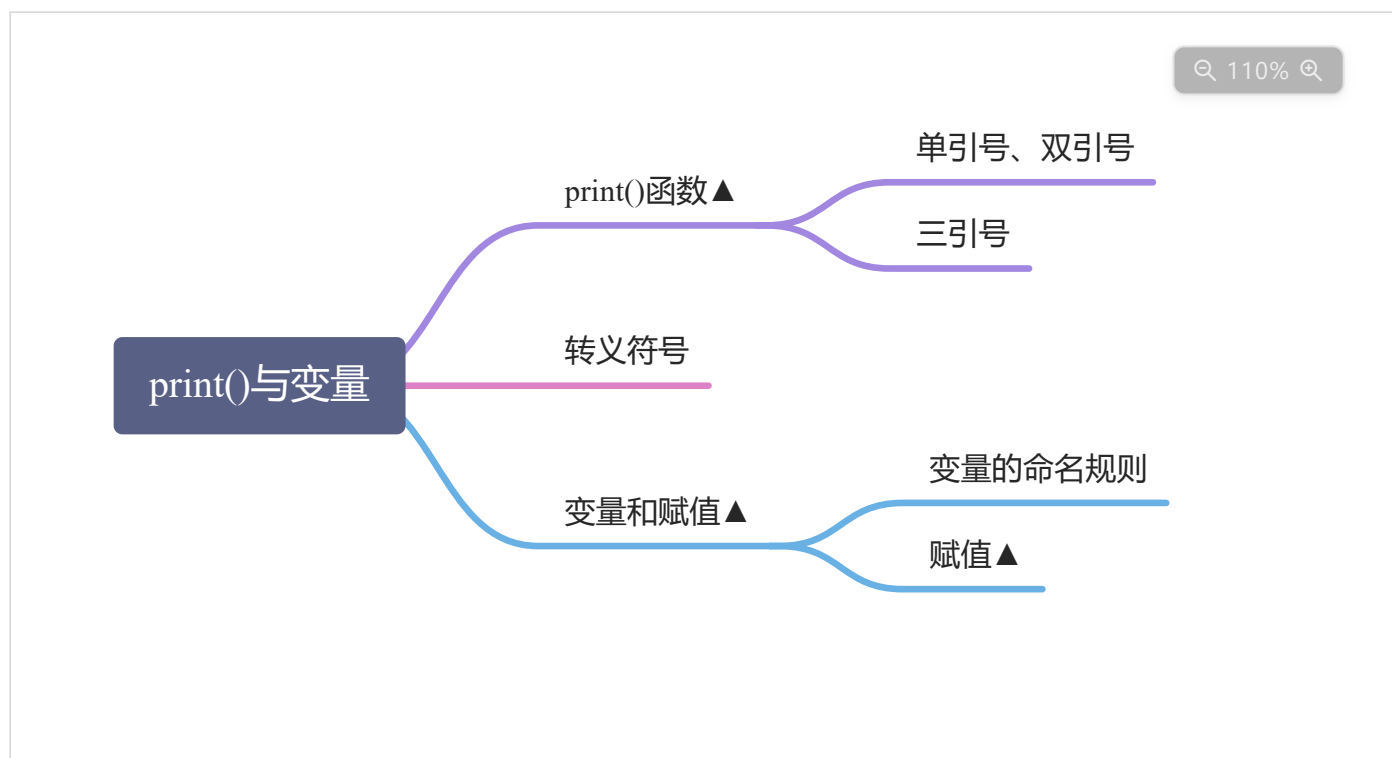 110%
单引号、双引号
print()函数▲
三引号
转义符号
print()与变量
变量的命名规则
变量和赋值▲
赋值▲